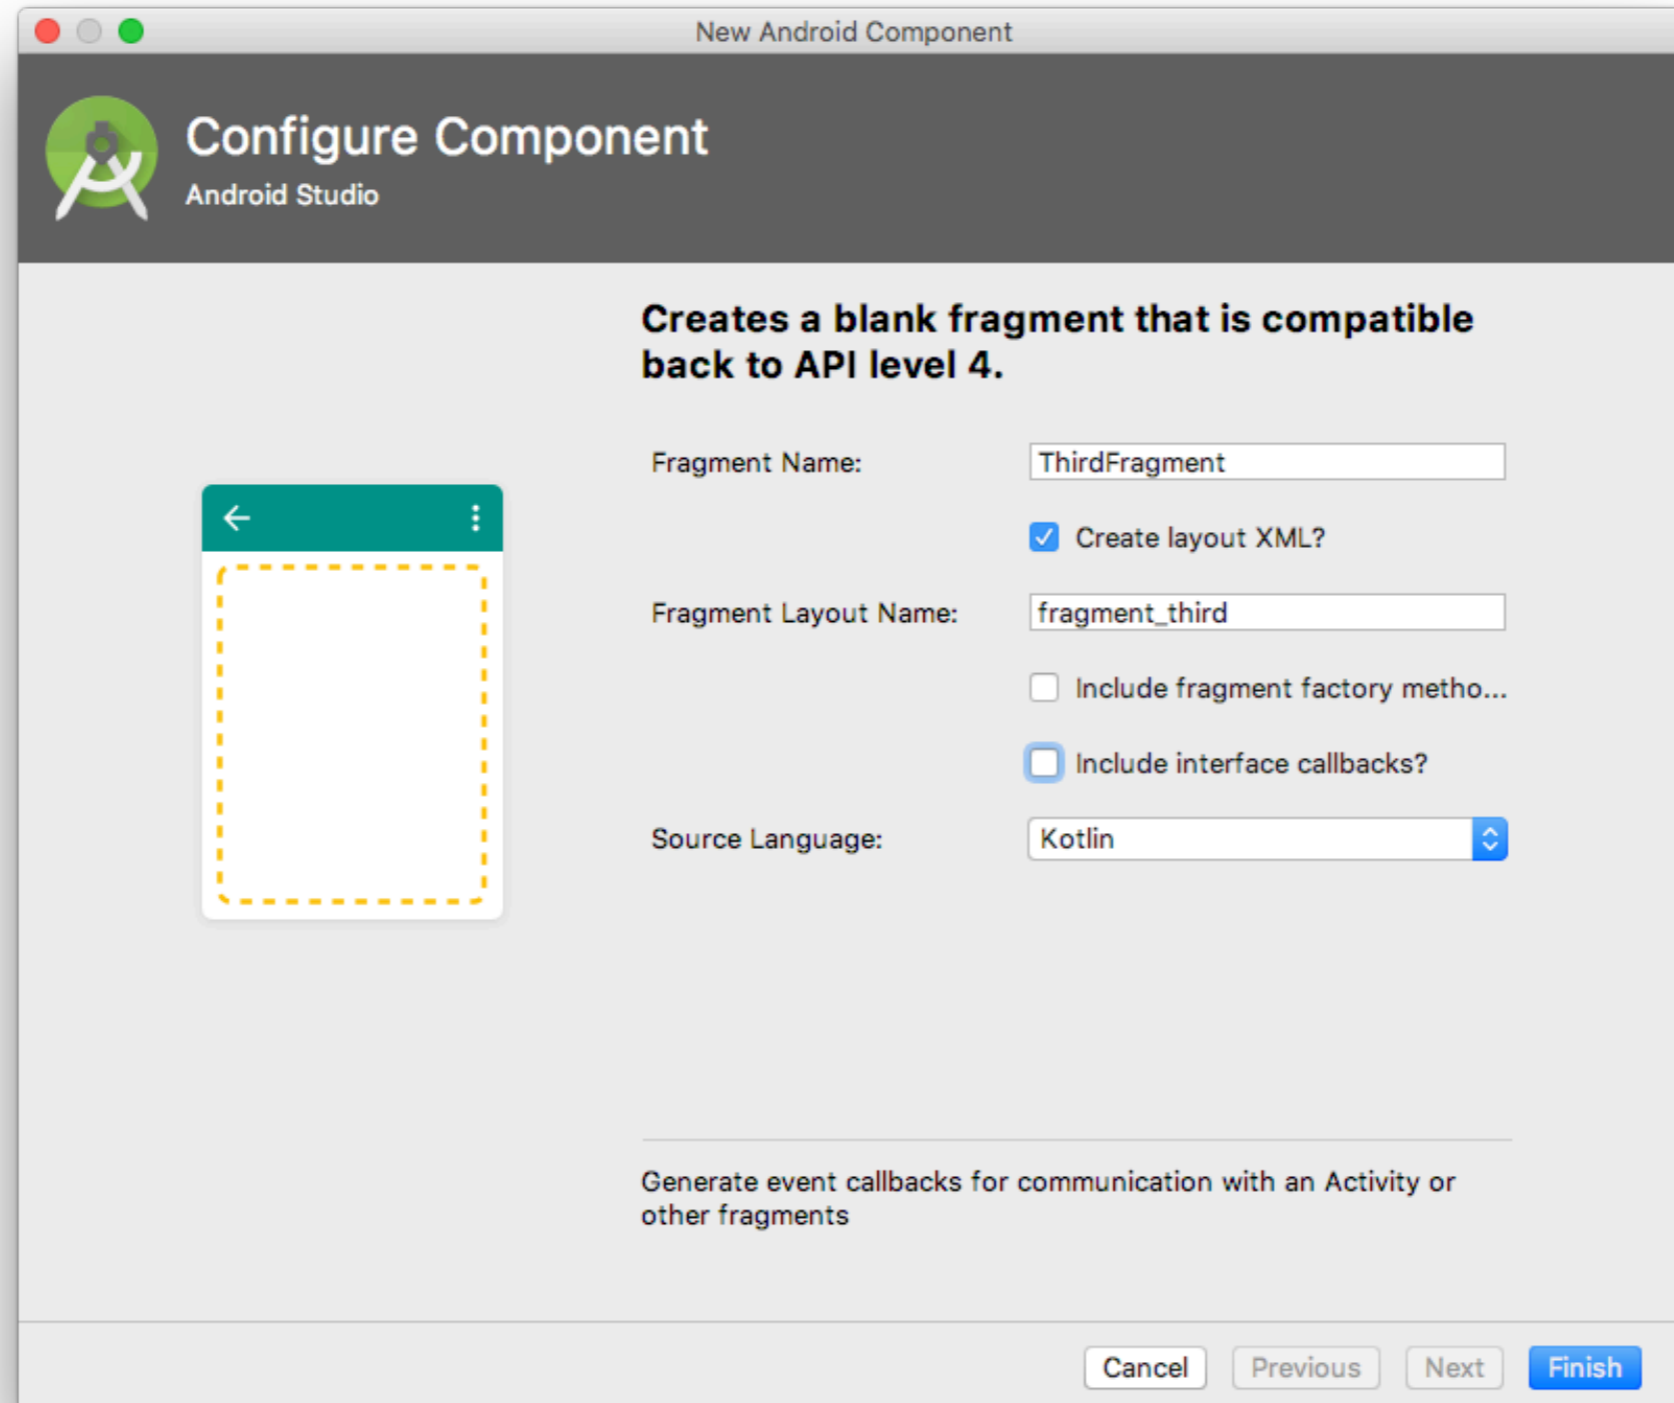 New Android Component
Configure Component
Android Studio
Creates a blank fragment that is compatible
back to API level 4.
Fragment Name: ThirdFragment
Create layout XML?
Fragment Layout Name: fragment_third
Include fragment factory metho...
Include interface callbacks?
Source Language: Kotlin
Generate event callbacks for communication with an Activity or
other fragments
Cancel Previous Next Finish